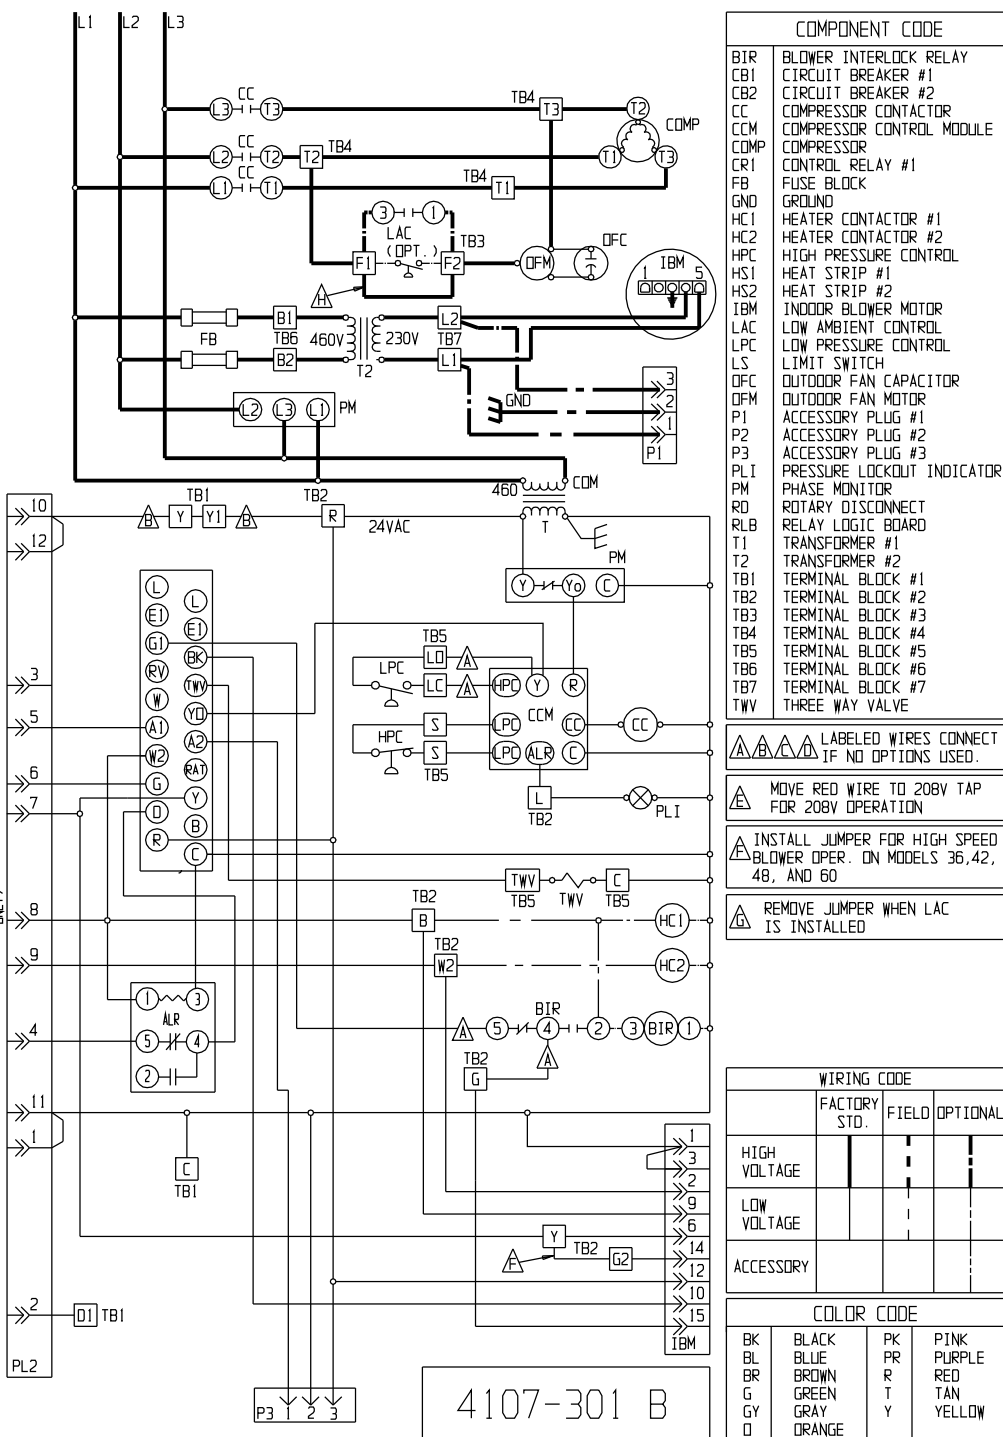 L1 L2 L3
CC
L3 T3
TB4
T3
T2
COMP
CC
L2 T2
T2 TB4
T1 T3
CC
L1 T1
TB4
T1
3 1
LAC
(OPT.)
TB3
F1 F2
OFM
OFC
H
IBM
1 5
B1
TB6
FB
B2
460V 230V
T2
L2
TB7
L1
GND
3
2
1
P1
L2 L3 L1 PM
460 COM
T
10
12
TB1
B Y Y1 B
TB2
R
24VAC
PM
Y Yo C
L
E1
G1
RV
W
A1
W2
G
O
R
L
E1
BK
TWV
YO
A2
RAT
Y
B
C
3
5
6
7
TB5
LO A
LPC
LC A
HPC Y R
CCM
S
LPC CC CC
HPC
S
TB5
LPC ALR C
L
TB2
PLI
TWV
TB5
TWV
C
TB5
8
TB2
B
HC1
9
TB2
W2
HC2
1 3
ALR
4
5 4
2
BIR
A 5 4 2 3 BIR 1
A
TB2
G
11
1
C
TB1
1
3
2
9
6
14
12
10
15
IBM
Y
TB2
F
G2
2
D1 TB1
PL2
P3 1 2 3
4107-301 B
COMPONENT CODE
BIR BLOWER INTERLOCK RELAY
CB1 CIRCUIT BREAKER #1
CB2 CIRCUIT BREAKER #2
CC COMPRESSOR CONTACTOR
CCM COMPRESSOR CONTROL MODULE
COMP COMPRESSOR
CR1 CONTROL RELAY #1
FB FUSE BLOCK
GND GROUND
HC1 HEATER CONTACTOR #1
HC2 HEATER CONTACTOR #2
HPC HIGH PRESSURE CONTROL
HS1 HEAT STRIP #1
HS2 HEAT STRIP #2
IBM INDOOR BLOWER MOTOR
LAC LOW AMBIENT CONTROL
LPC LOW PRESSURE CONTROL
LS LIMIT SWITCH
OFC OUTDOOR FAN CAPACITOR
OFM OUTDOOR FAN MOTOR
P1 ACCESSORY PLUG #1
P2 ACCESSORY PLUG #2
P3 ACCESSORY PLUG #3
PLI PRESSURE LOCKOUT INDICATOR
PM PHASE MONITOR
RD ROTARY DISCONNECT
RLB RELAY LOGIC BOARD
T1 TRANSFORMER #1
T2 TRANSFORMER #2
TB1 TERMINAL BLOCK #1
TB2 TERMINAL BLOCK #2
TB3 TERMINAL BLOCK #3
TB4 TERMINAL BLOCK #4
TB5 TERMINAL BLOCK #5
TB6 TERMINAL BLOCK #6
TB7 TERMINAL BLOCK #7
TWV THREE WAY VALVE
A B C D LABELED WIRES CONNECT
IF NO OPTIONS USED.
E MOVE RED WIRE TO 208V TAP
FOR 208V OPERATION
F INSTALL JUMPER FOR HIGH SPEED
BLOWER OPER. ON MODELS 36,42,
48, AND 60
G REMOVE JUMPER WHEN LAC
IS INSTALLED
WIRING CODE
FACTORY STD. FIELD OPTIONAL
HIGH VOLTAGE
LOW VOLTAGE
ACCESSORY
COLOR CODE
BK BLACK PK PINK
BL BLUE PR PURPLE
BR BROWN R RED
G GREEN T TAN
GY GRAY Y YELLOW
O ORANGE